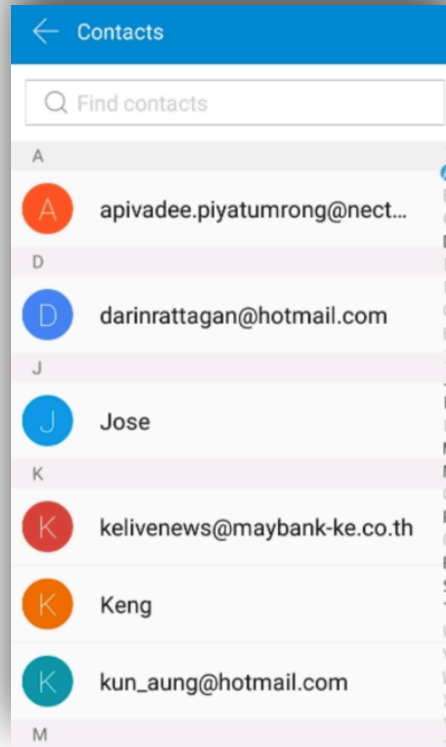 Contacts
Find contacts
A
A apivadee.piyatumrong@nect...
D
D darinrattagan@hotmail.com
J
J Jose
K
K kelivenews@maybank-ke.co.th
K Keng
K kun_aung@hotmail.com
M